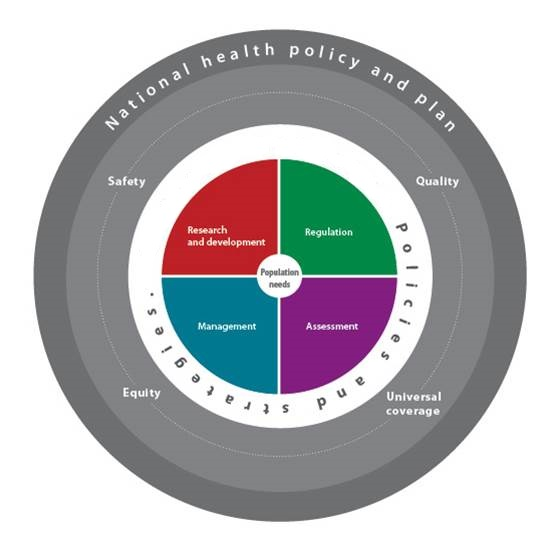 National health policy and plan
Safety
Quality
Research
and development
Regulation
Population
needs
Management
Assessment
Equity
Universal
coverage
Policies and strategies.